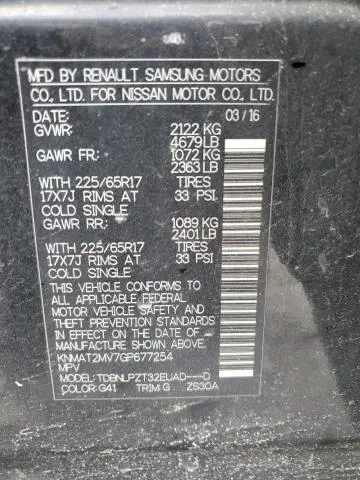 MFD BY RENAULT SAMSUNG MOTORS
CO., LTD. FOR NISSAN MOTOR CO., LTD.
DATE: 03/16
GVWR: 2122 KG
4679 LB
GAWR FR: 1072 KG
2363 LB
WITH 225/65R17 TIRES
17X7J RIMS AT 33 PSI
COLD SINGLE
GAWR RR: 1089 KG
2401 LB
WITH 225/65R17 TIRES
17X7J RIMS AT 33 PSI
COLD SINGLE
THIS VEHICLE CONFORMS TO
ALL APPLICABLE FEDERAL
MOTOR VEHICLE SAFETY AND
BUMPER STANDARDS IN
EFFECT ON THE DATE OF
MANUFACTURE SHOWN ABOVE.
KNMAT2MV7GP677254
MPV
MODEL: TDBNLPZT32EUAD---D
COLOR: G41 TRIM: G ZS30A